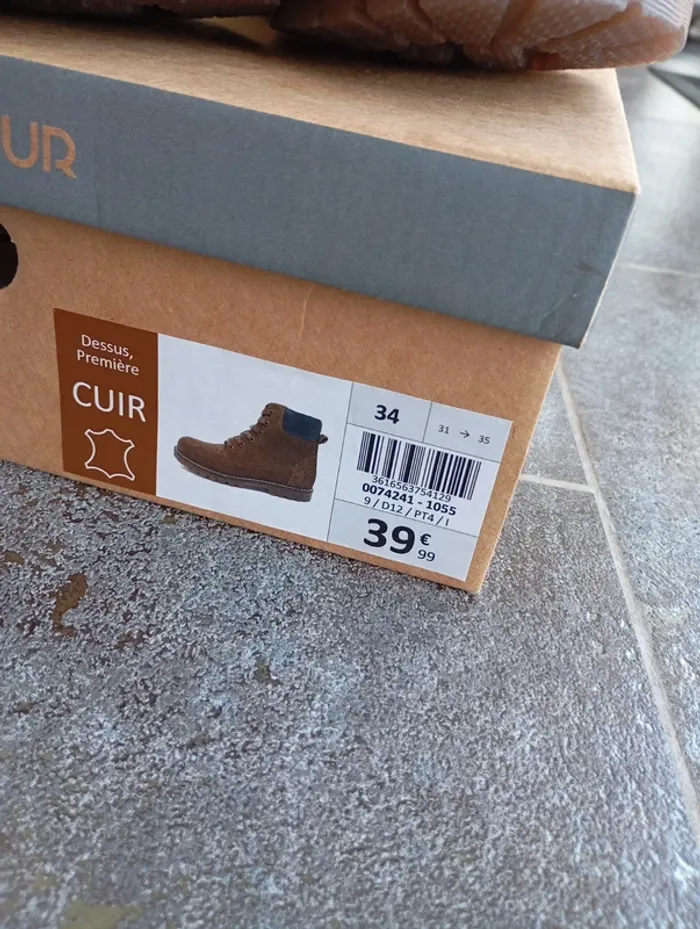 UR
Dessus,
Première
CUIR
34
31 → 35
3616563754129
0074241 - 1055
9 / D12 / PT4 / I
39 € 99